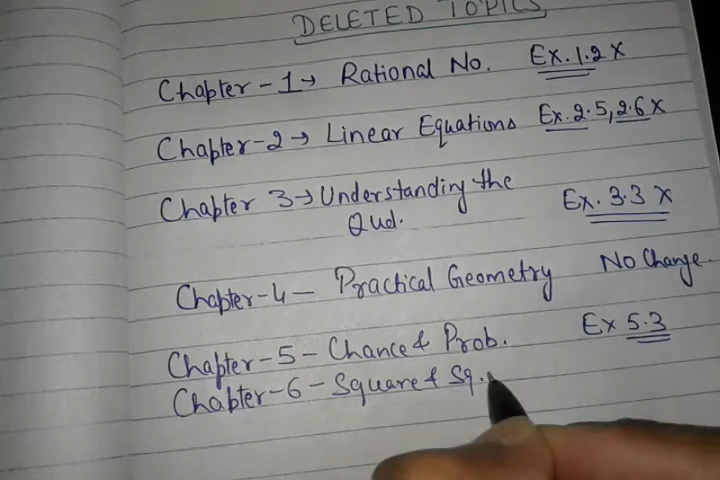 DELETED TOPICS
Chapter-1→ Rational No. Ex.1.2 x
Chapter-2→ Linear Equations Ex.2.5, 2.6 x
Chapter 3→ Understanding the Ex. 3.3 x
Qud.
Chapter-4 - Practical Geometry No Change.
Chapter-5 - Chance & Prob. Ex 5.3
Chapter-6 - Square & Sq.